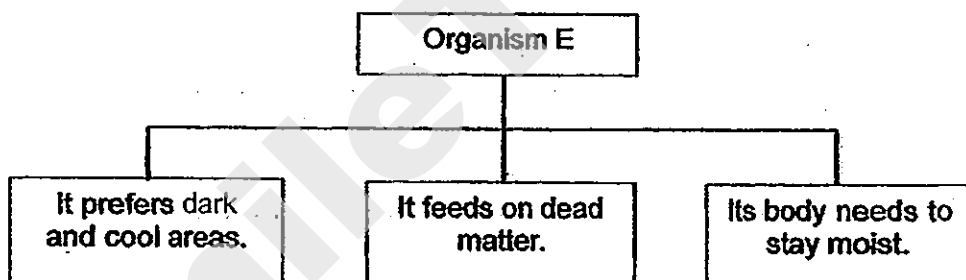 Organism E
It prefers dark
and cool areas.
It feeds on dead
matter.
Its body needs to
stay moist.